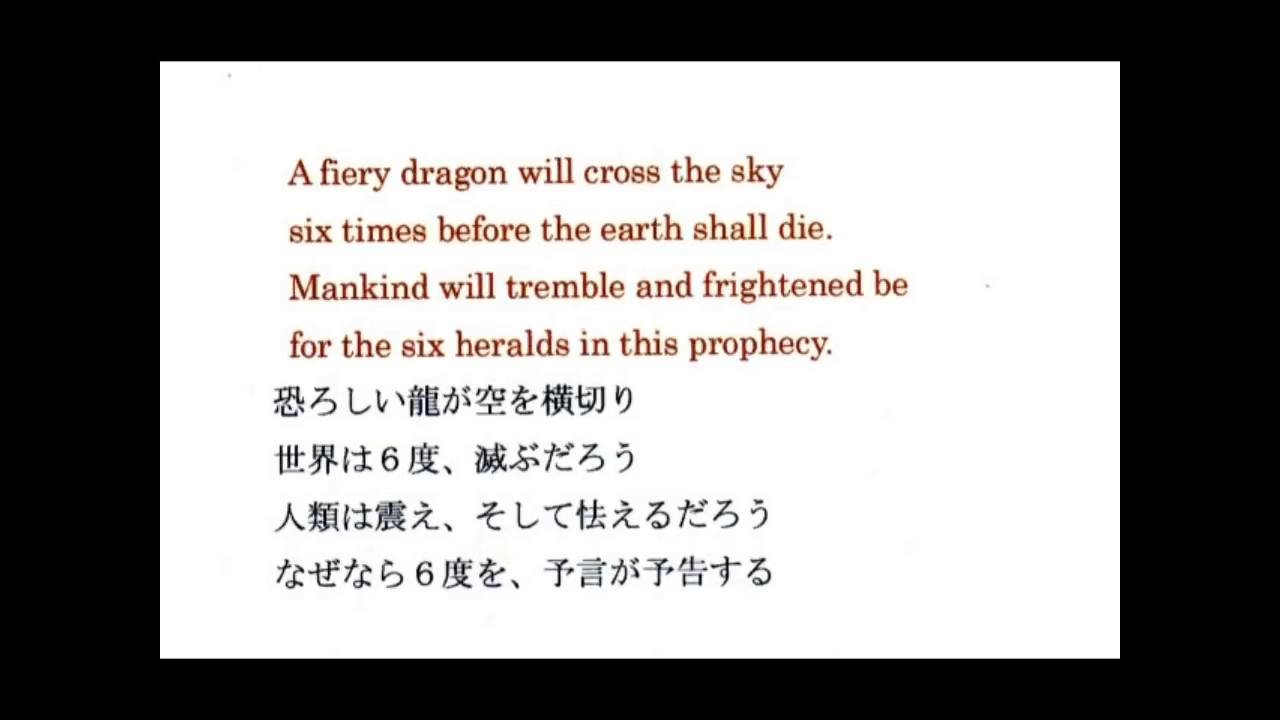 A fiery dragon will cross the sky
six times before the earth shall die.
Mankind will tremble and frightened be
for the six heralds in this prophecy.
恐ろしい龍が空を横切り
世界は６度、滅ぶだろう
人類は震え、そして怯えるだろう
なぜなら６度を、予言が予告する